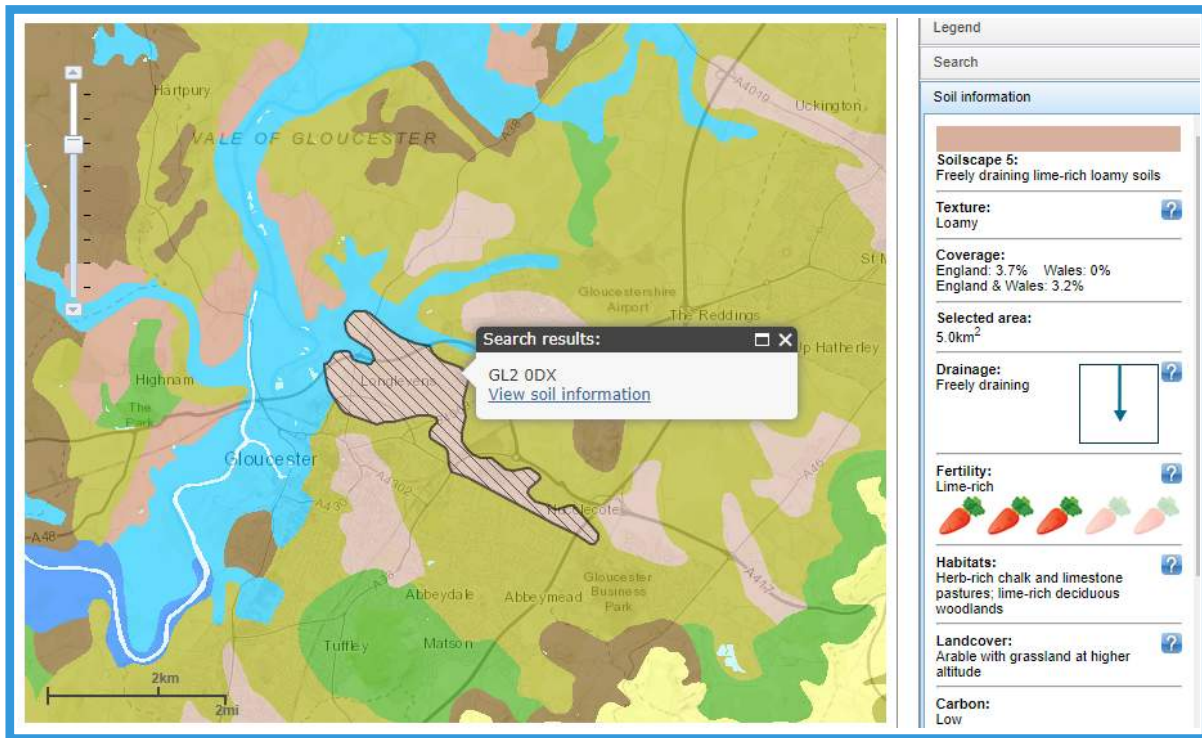 Hartpury
VALE OF GLOUCESTER
A38
A4019
Uckington
Gloucestershire
Airport
The Reddings
St M
Up Hatherley
Highnam
The
Park
Longlevens
Gloucester
A48
A4302
A38
A46
A417
Hucclecote
Abbeydale
Abbeymead
Gloucester
Business
Park
Tuffley
Matson
2km
2mi
Search results:
GL2 0DX
View soil information
Legend
Search
Soil information
Soilscape 5:
Freely draining lime-rich loamy soils
Texture:
Loamy
Coverage:
England: 3.7% Wales: 0%
England & Wales: 3.2%
Selected area:
5.0km²
Drainage:
Freely draining
Fertility:
Lime-rich
Habitats:
Herb-rich chalk and limestone
pastures; lime-rich deciduous
woodlands
Landcover:
Arable with grassland at higher
altitude
Carbon:
Low